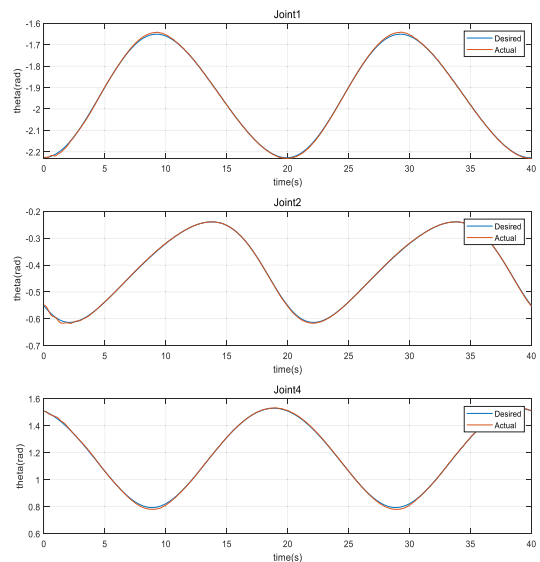 Joint1
-1.6
-1.7
-1.8
-1.9
-2
-2.1
-2.2
theta(rad)
Desired
Actual
0 5 10 15 20 25 30 35 40
time(s)
Joint2
-0.2
-0.3
-0.4
-0.5
-0.6
-0.7
theta(rad)
Desired
Actual
0 5 10 15 20 25 30 35 40
time(s)
Joint4
1.6
1.4
1.2
1
0.8
0.6
theta(rad)
Desired
Actual
0 5 10 15 20 25 30 35 40
time(s)